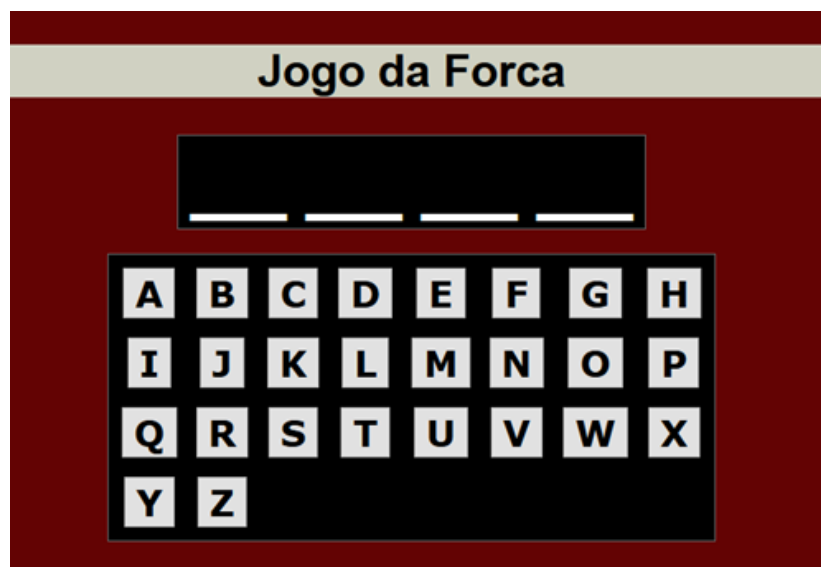 Jogo da Forca
A B C D E F G H
I J K L M N O P
Q R S T U V W X
Y Z